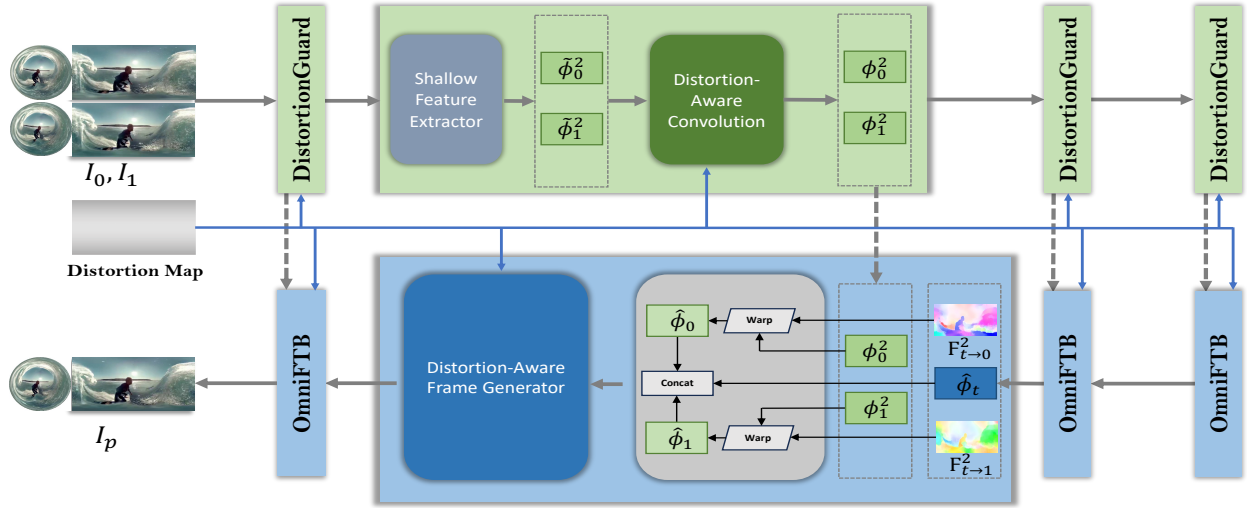 DistortionGuard
Shallow
Feature
Extractor
ϕ̃₀²
ϕ̃₁²
Distortion-
Aware
Convolution
ϕ₀²
ϕ₁²
DistortionGuard
DistortionGuard
I₀, I₁
Distortion Map
OmniFTB
Distortion-Aware
Frame Generator
ϕ̂₀
Warp
Concat
ϕ̂₁
Warp
ϕ₀²
ϕ₁²
F²ₜ→₀
ϕ̂ₜ
F²ₜ→₁
OmniFTB
OmniFTB
Iₚ